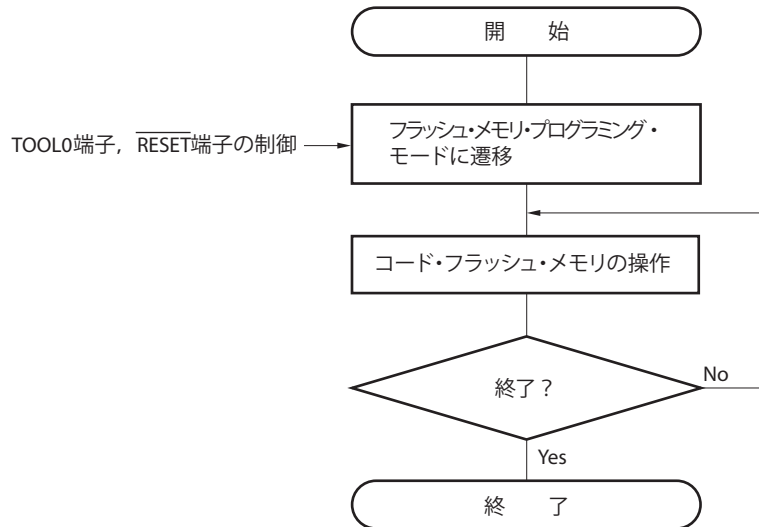 開 始
TOOL0端子，RESET端子の制御
フラッシュ・メモリ・プログラミング・
モードに遷移
コード・フラッシュ・メモリの操作
終了？
No
Yes
終 了